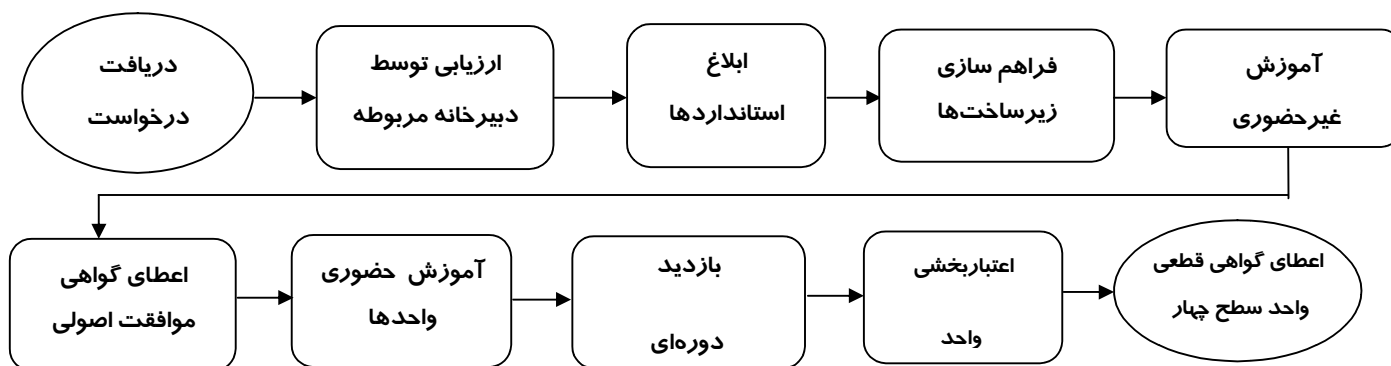 دریافت
درخواست
ارزیابی توسط
دبیرخانه مربوطه
ابلاغ
استانداردها
فراهم سازی
زیرساخت‌ها
آموزش
غیرحضوری
اعطای گواهی
موافقت اصولی
آموزش حضوری
واحدها
بازدید
دوره‌ای
اعتباربخشی
واحد
اعطای گواهی قطعی
واحد سطح چهار